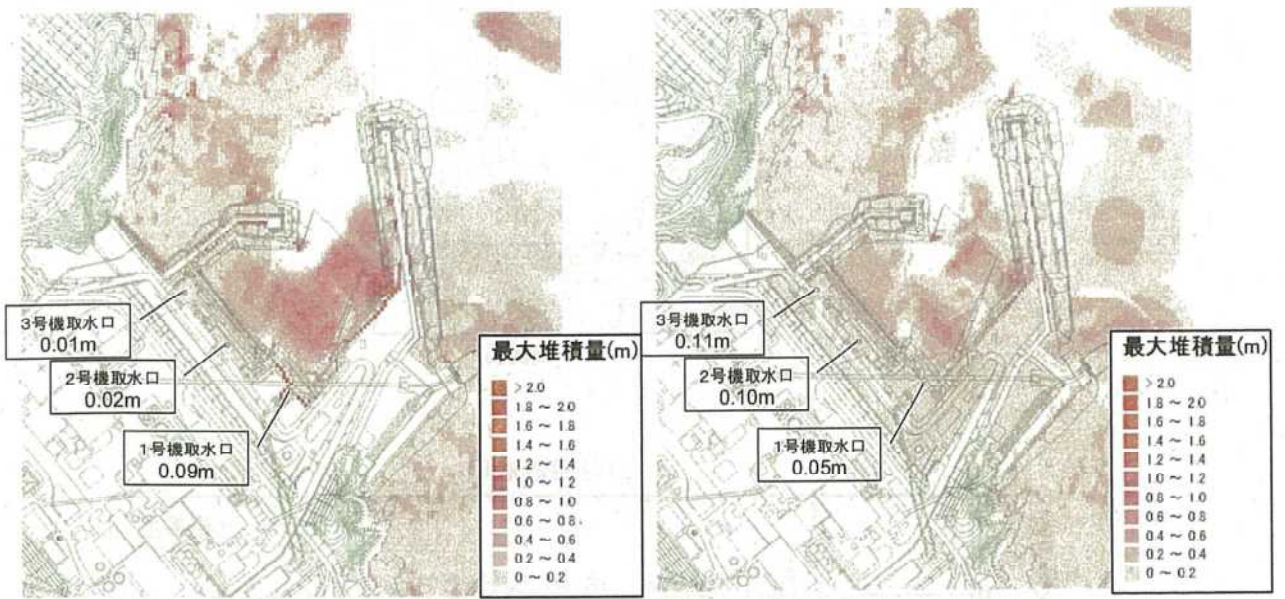 3号機取水口
0.01m
2号機取水口
0.02m
1号機取水口
0.09m
最大堆積量(m)
> 2.0
1.8 ～ 2.0
1.6 ～ 1.8
1.4 ～ 1.6
1.2 ～ 1.4
1.0 ～ 1.2
0.8 ～ 1.0
0.6 ～ 0.8
0.4 ～ 0.6
0.2 ～ 0.4
0 ～ 0.2
3号機取水口
0.11m
2号機取水口
0.10m
1号機取水口
0.05m
最大堆積量(m)
> 2.0
1.8 ～ 2.0
1.6 ～ 1.8
1.4 ～ 1.6
1.2 ～ 1.4
1.0 ～ 1.2
0.8 ～ 1.0
0.6 ～ 0.8
0.4 ～ 0.6
0.2 ～ 0.4
0 ～ 0.2